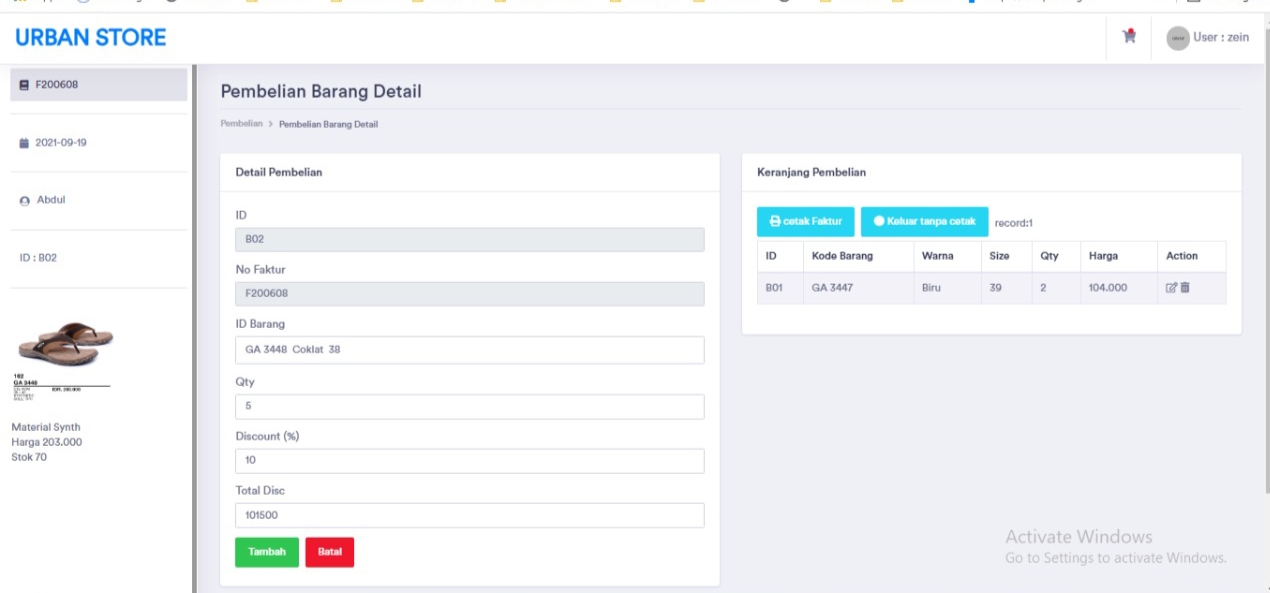 URBAN STORE
User : zein
F200608
2021-09-19
Abdul
ID : B02
182
GA 3448
IDR. 203.000
Material Synth
Harga 203.000
Stok 70
Pembelian Barang Detail
Pembelian > Pembelian Barang Detail
Detail Pembelian
ID
B02
No Faktur
F200608
ID Barang
GA 3448 Coklat 38
Qty
5
Discount (%)
10
Total Disc
101500
Tambah Batal
Keranjang Pembelian
cetak Faktur Keluar tanpa cetak record:1
ID Kode Barang Warna Size Qty Harga Action
B01 GA 3447 Biru 39 2 104.000
Activate Windows
Go to Settings to activate Windows.